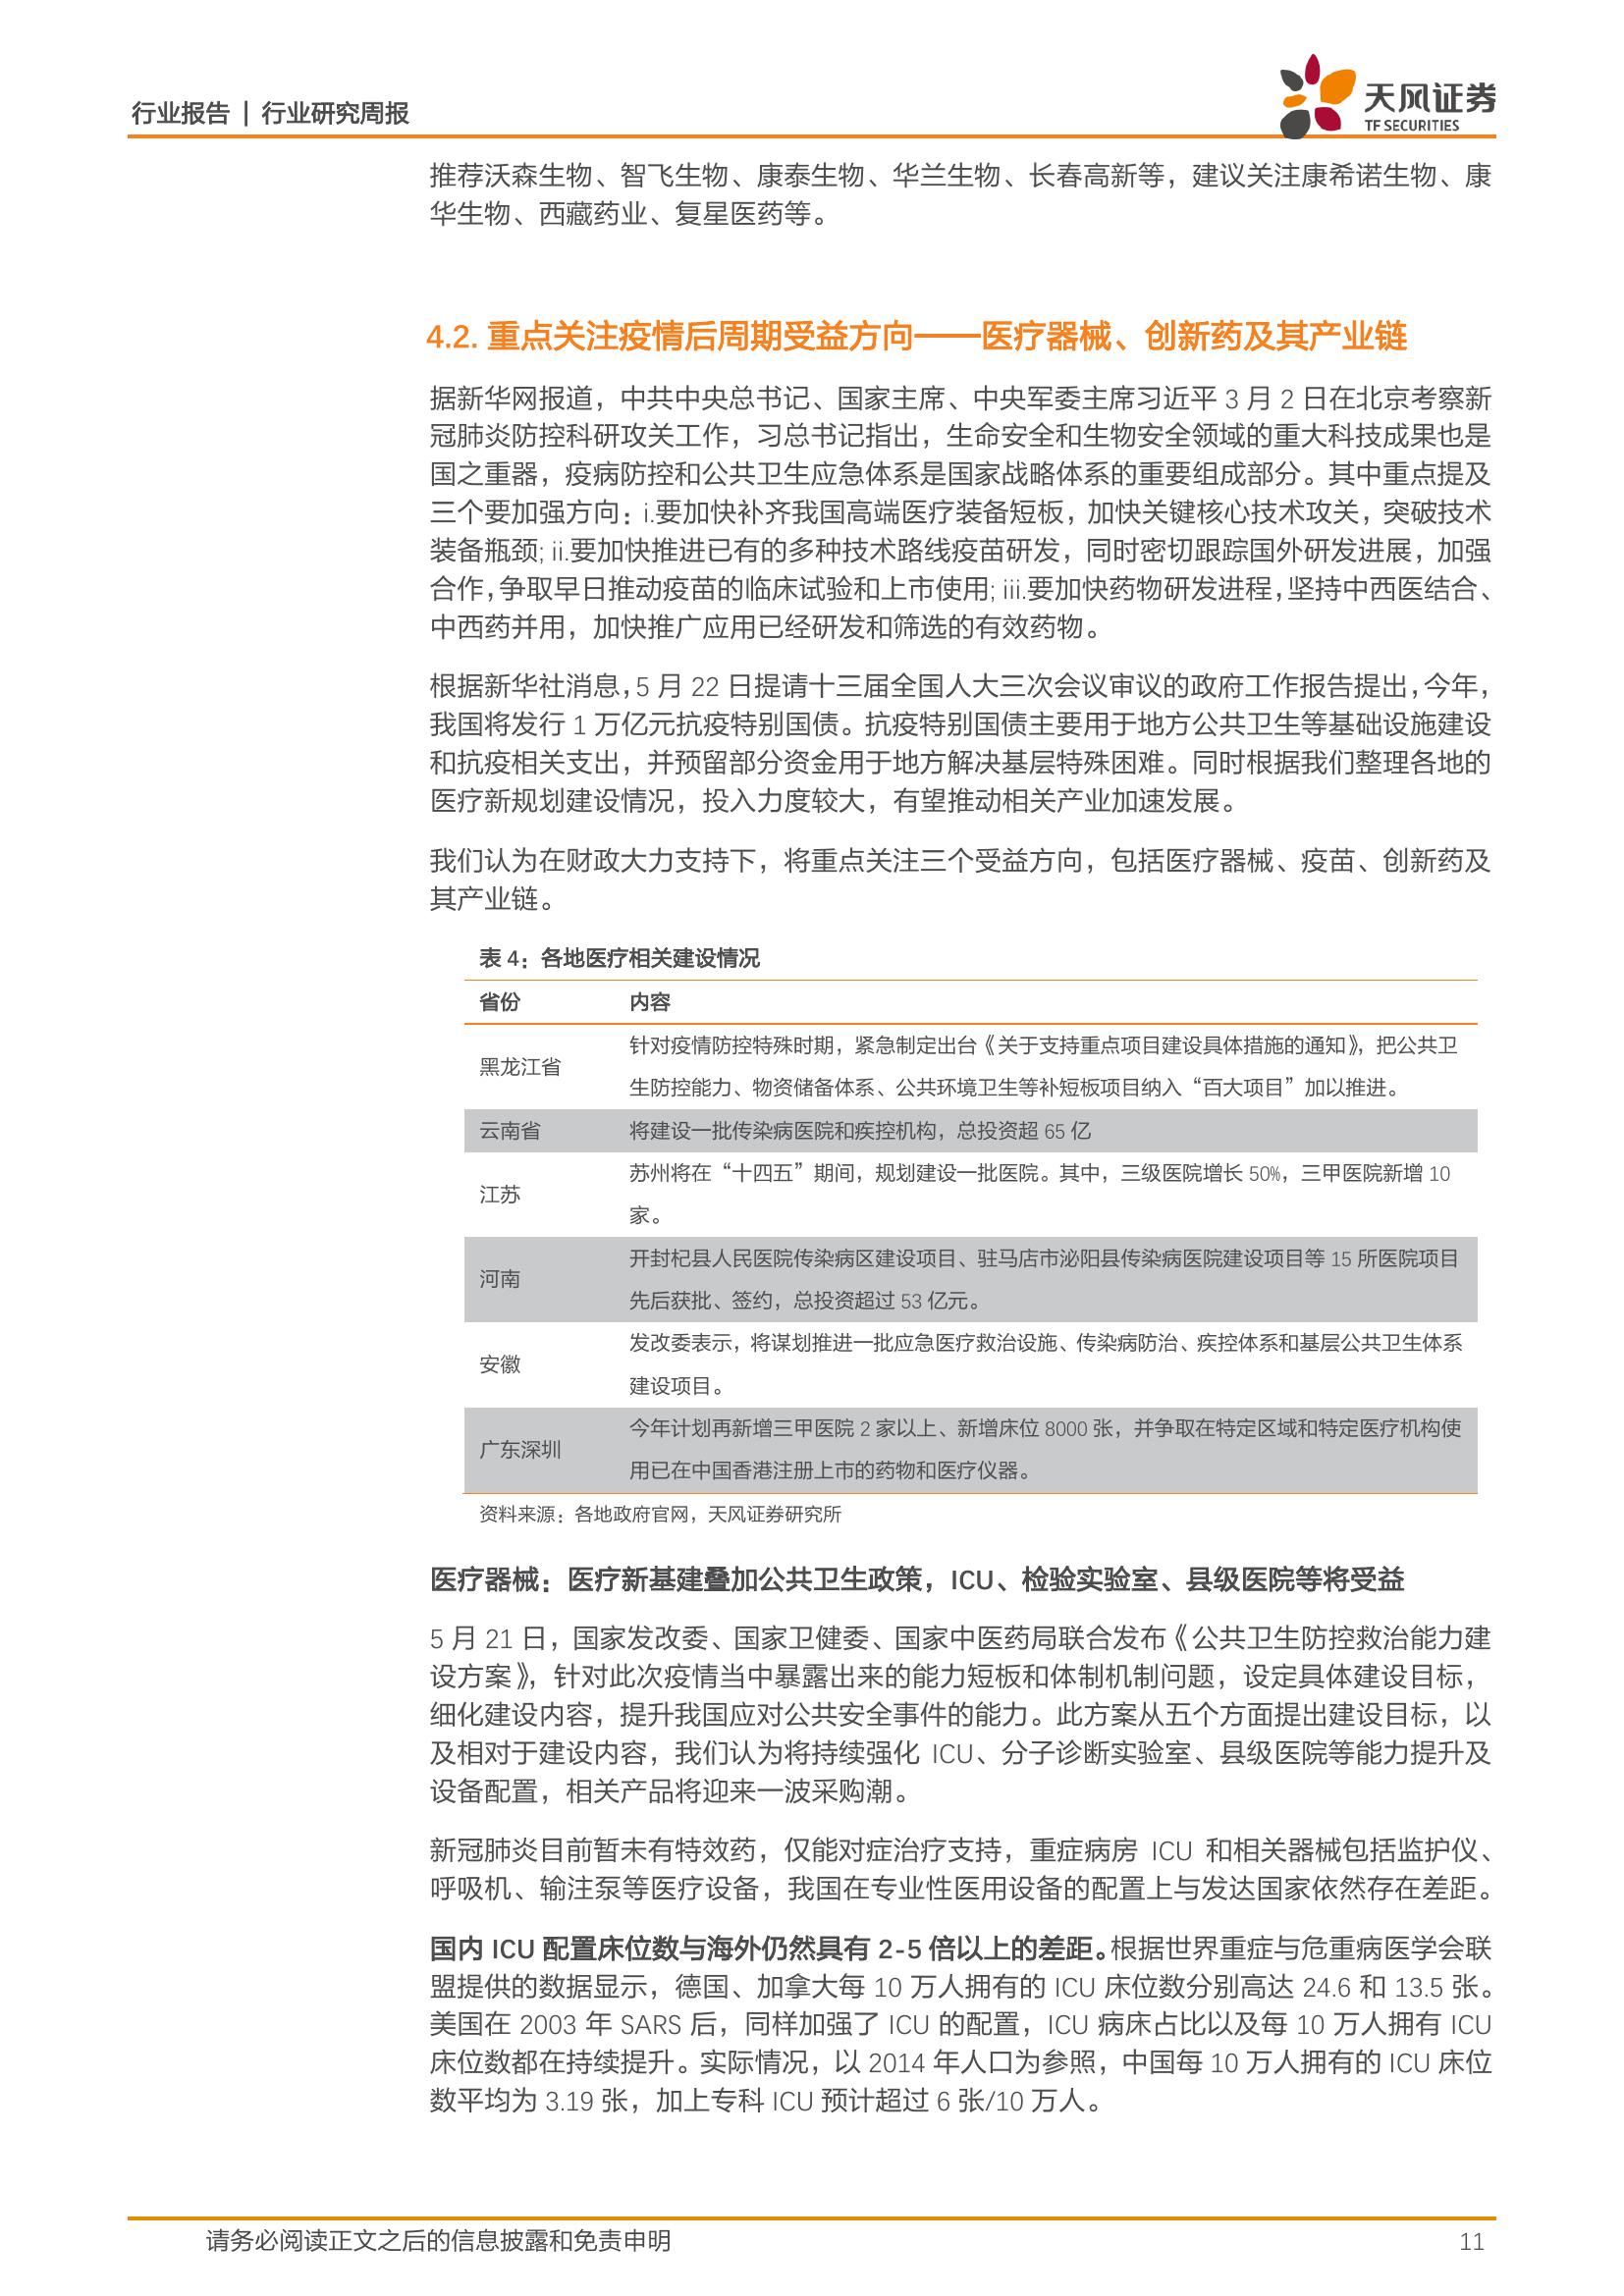 行业报告 | 行业研究周报
天风证券
TF SECURITIES
推荐沃森生物、智飞生物、康泰生物、华兰生物、长春高新等，建议关注康希诺生物、康
华生物、西藏药业、复星医药等。
4.2. 重点关注疫情后周期受益方向——医疗器械、创新药及其产业链
据新华网报道，中共中央总书记、国家主席、中央军委主席习近平 3 月 2 日在北京考察新
冠肺炎防控科研攻关工作，习总书记指出，生命安全和生物安全领域的重大科技成果也是
国之重器，疫病防控和公共卫生应急体系是国家战略体系的重要组成部分。其中重点提及
三个要加强方向：i.要加快补齐我国高端医疗装备短板，加快关键核心技术攻关，突破技术
装备瓶颈; ii.要加快推进已有的多种技术路线疫苗研发，同时密切跟踪国外研发进展，加强
合作，争取早日推动疫苗的临床试验和上市使用; iii.要加快药物研发进程，坚持中西医结合、
中西药并用，加快推广应用已经研发和筛选的有效药物。
根据新华社消息，5 月 22 日提请十三届全国人大三次会议审议的政府工作报告提出，今年，
我国将发行 1 万亿元抗疫特别国债。抗疫特别国债主要用于地方公共卫生等基础设施建设
和抗疫相关支出，并预留部分资金用于地方解决基层特殊困难。同时根据我们整理各地的
医疗新规划建设情况，投入力度较大，有望推动相关产业加速发展。
我们认为在财政大力支持下，将重点关注三个受益方向，包括医疗器械、疫苗、创新药及
其产业链。
表 4：各地医疗相关建设情况
省份 内容
针对疫情防控特殊时期，紧急制定出台《关于支持重点项目建设具体措施的通知》，把公共卫
黑龙江省
生防控能力、物资储备体系、公共环境卫生等补短板项目纳入“百大项目”加以推进。
云南省 将建设一批传染病医院和疾控机构，总投资超 65 亿
苏州将在“十四五”期间，规划建设一批医院。其中，三级医院增长 50%，三甲医院新增 10
江苏
家。
开封杞县人民医院传染病区建设项目、驻马店市泌阳县传染病医院建设项目等 15 所医院项目
河南
先后获批、签约，总投资超过 53 亿元。
发改委表示，将谋划推进一批应急医疗救治设施、传染病防治、疾控体系和基层公共卫生体系
安徽
建设项目。
今年计划再新增三甲医院 2 家以上、新增床位 8000 张，并争取在特定区域和特定医疗机构使
广东深圳
用已在中国香港注册上市的药物和医疗仪器。
资料来源：各地政府官网，天风证券研究所
医疗器械：医疗新基建叠加公共卫生政策，ICU、检验实验室、县级医院等将受益
5 月 21 日，国家发改委、国家卫健委、国家中医药局联合发布《公共卫生防控救治能力建
设方案》，针对此次疫情当中暴露出来的能力短板和体制机制问题，设定具体建设目标，
细化建设内容，提升我国应对公共安全事件的能力。此方案从五个方面提出建设目标，以
及相对于建设内容，我们认为将持续强化 ICU、分子诊断实验室、县级医院等能力提升及
设备配置，相关产品将迎来一波采购潮。
新冠肺炎目前暂未有特效药，仅能对症治疗支持，重症病房 ICU 和相关器械包括监护仪、
呼吸机、输注泵等医疗设备，我国在专业性医用设备的配置上与发达国家依然存在差距。
国内 ICU 配置床位数与海外仍然具有 2-5 倍以上的差距。根据世界重症与危重病医学会联
盟提供的数据显示，德国、加拿大每 10 万人拥有的 ICU 床位数分别高达 24.6 和 13.5 张。
美国在 2003 年 SARS 后，同样加强了 ICU 的配置，ICU 病床占比以及每 10 万人拥有 ICU
床位数都在持续提升。实际情况，以 2014 年人口为参照，中国每 10 万人拥有的 ICU 床位
数平均为 3.19 张，加上专科 ICU 预计超过 6 张/10 万人。
请务必阅读正文之后的信息披露和免责申明 11